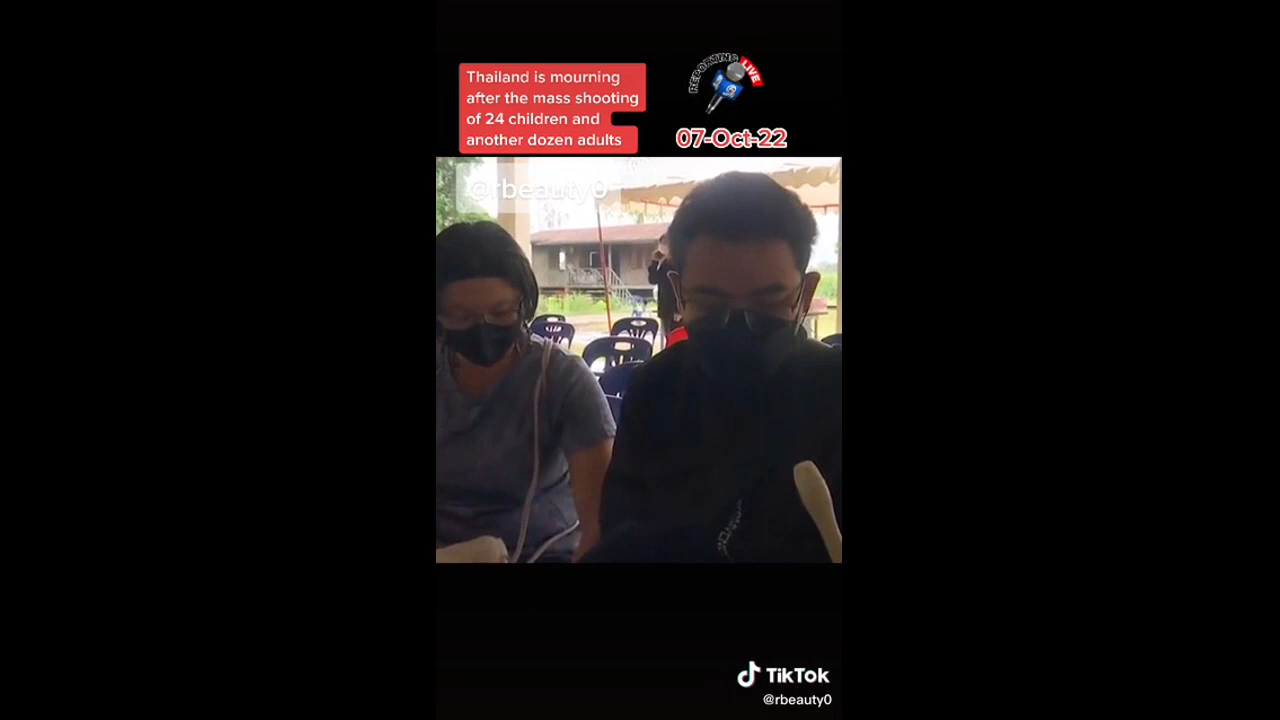 Thailand is mourning
after the mass shooting
of 24 children and
another dozen adults
REPORTING LIVE
07-Oct-22
@rbeauty0
TikTok
@rbeauty0